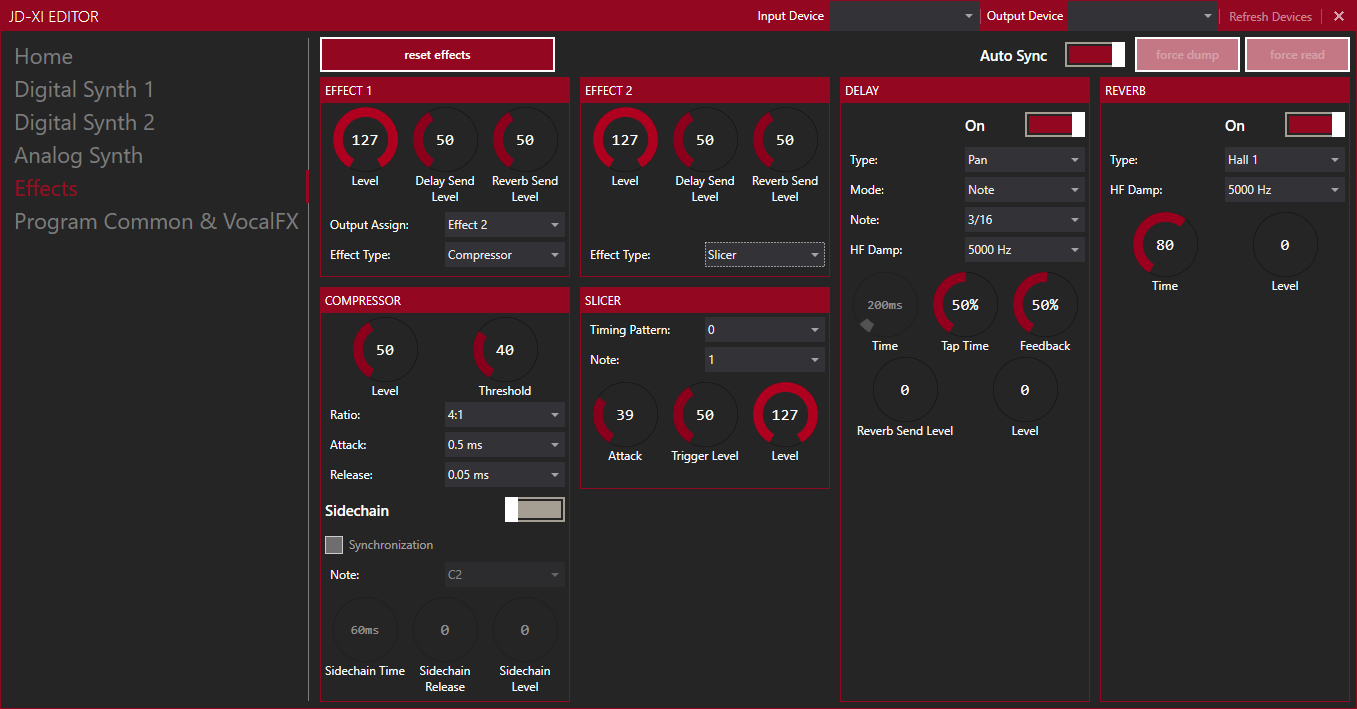 JD-XI EDITOR
Input Device
Output Device
Refresh Devices
Home
Digital Synth 1
Digital Synth 2
Analog Synth
Effects
Program Common & VocalFX
reset effects
Auto Sync
force dump
force read
EFFECT 1
127
50
50
Level
Delay Send
Level
Reverb Send
Level
Output Assign:
Effect 2
Effect Type:
Compressor
EFFECT 2
127
50
50
Level
Delay Send
Level
Reverb Send
Level
Effect Type:
Slicer
COMPRESSOR
50
40
Level
Threshold
Ratio:
4:1
Attack:
0.5 ms
Release:
0.05 ms
Sidechain
Synchronization
Note:
C2
60ms
0
0
Sidechain Time
Sidechain
Release
Sidechain
Level
SLICER
Timing Pattern:
0
Note:
1
39
50
127
Attack
Trigger Level
Level
DELAY
On
Type:
Pan
Mode:
Note
Note:
3/16
HF Damp:
5000 Hz
200ms
50%
50%
Time
Tap Time
Feedback
0
0
Reverb Send Level
Level
REVERB
On
Type:
Hall 1
HF Damp:
5000 Hz
80
0
Time
Level